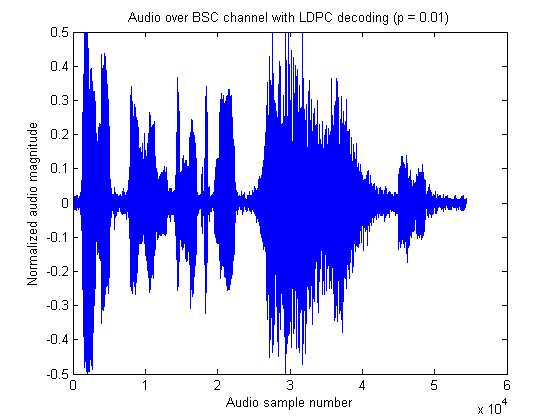 Audio over BSC channel with LDPC decoding (p = 0.01)
Normalized audio magnitude
0.5
0.4
0.3
0.2
0.1
0
-0.1
-0.2
-0.3
-0.4
-0.5
0 1 2 3 4 5 6
Audio sample number
x 10^4